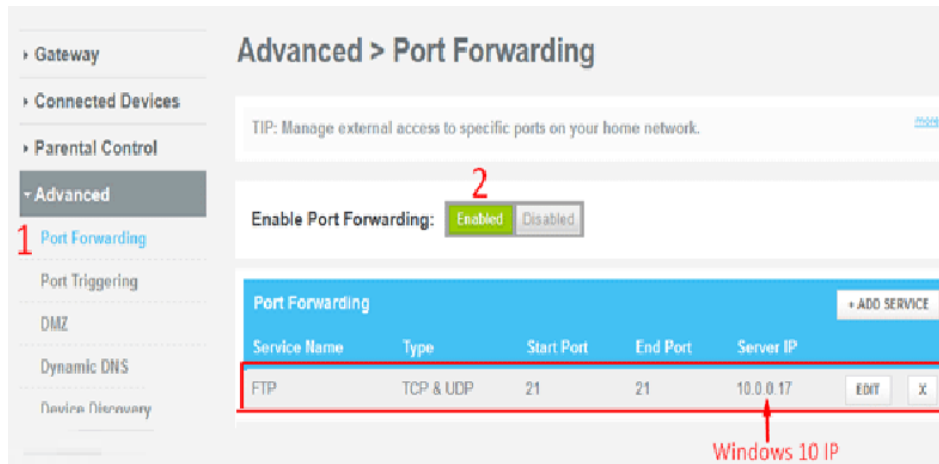 Gateway
Connected Devices
Parental Control
Advanced
1 Port Forwarding
Port Triggering
DMZ
Dynamic DNS
Device Discovery
Advanced > Port Forwarding
TIP: Manage external access to specific ports on your home network.
more
2
Enable Port Forwarding: Enabled Disabled
Port Forwarding + ADD SERVICE
Service Name Type Start Port End Port Server IP
FTP TCP & UDP 21 21 10.0.0.17 EDIT X
Windows 10 IP